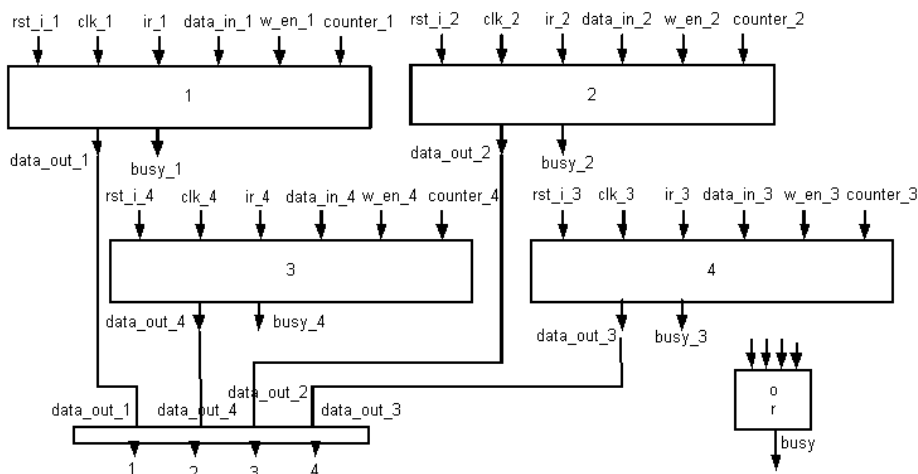 rst_i_1 clk_1 ir_1 data_in_1 w_en_1 counter_1
rst_i_2 clk_2 ir_2 data_in_2 w_en_2 counter_2
1
2
data_out_1 busy_1
data_out_2 busy_2
rst_i_4 clk_4 ir_4 data_in_4 w_en_4 counter_4
rst_i_3 clk_3 ir_3 data_in_3 w_en_3 counter_3
3
4
data_out_4 busy_4
data_out_3 busy_3
data_out_1 data_out_4 data_out_2 data_out_3
o
r
busy
1 2 3 4